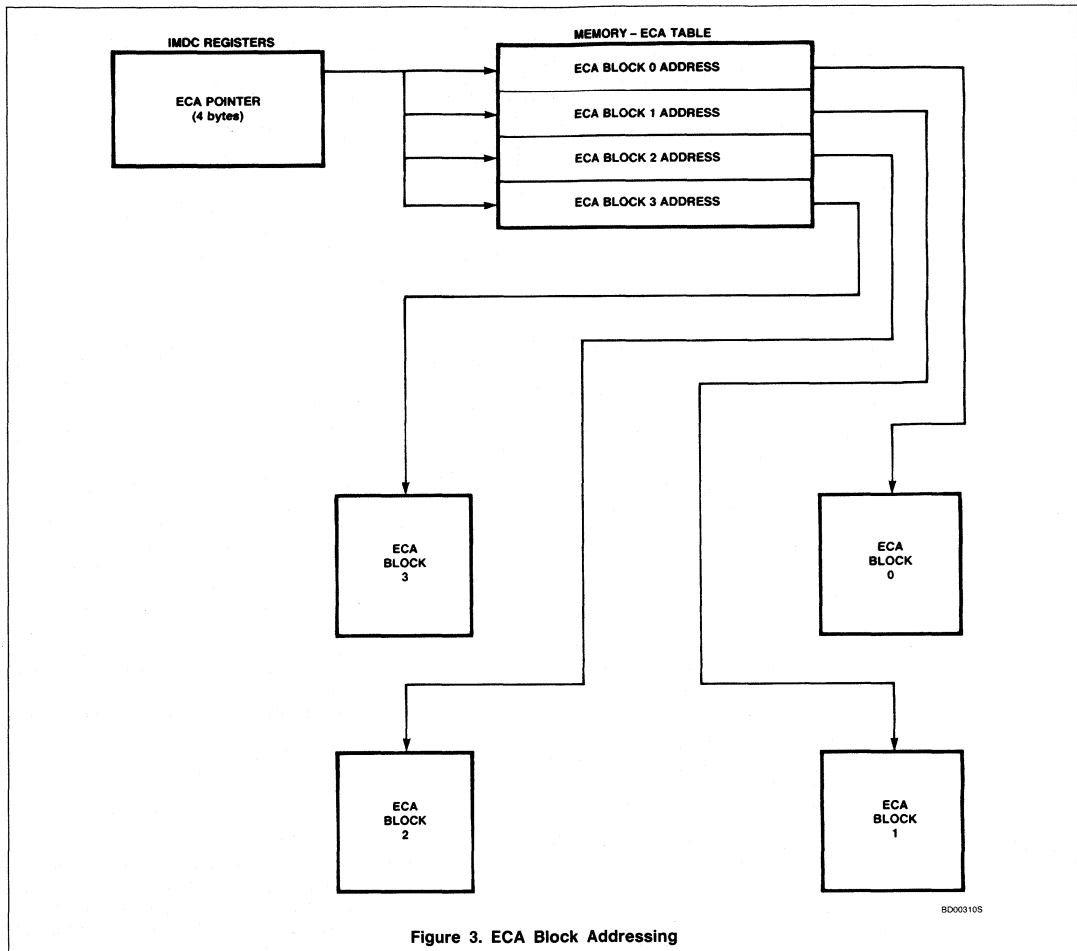 IMDC REGISTERS
ECA POINTER
(4 bytes)
MEMORY – ECA TABLE
ECA BLOCK 0 ADDRESS
ECA BLOCK 1 ADDRESS
ECA BLOCK 2 ADDRESS
ECA BLOCK 3 ADDRESS
ECA
BLOCK
3
ECA
BLOCK
0
ECA
BLOCK
2
ECA
BLOCK
1
BD00310S
Figure 3. ECA Block Addressing